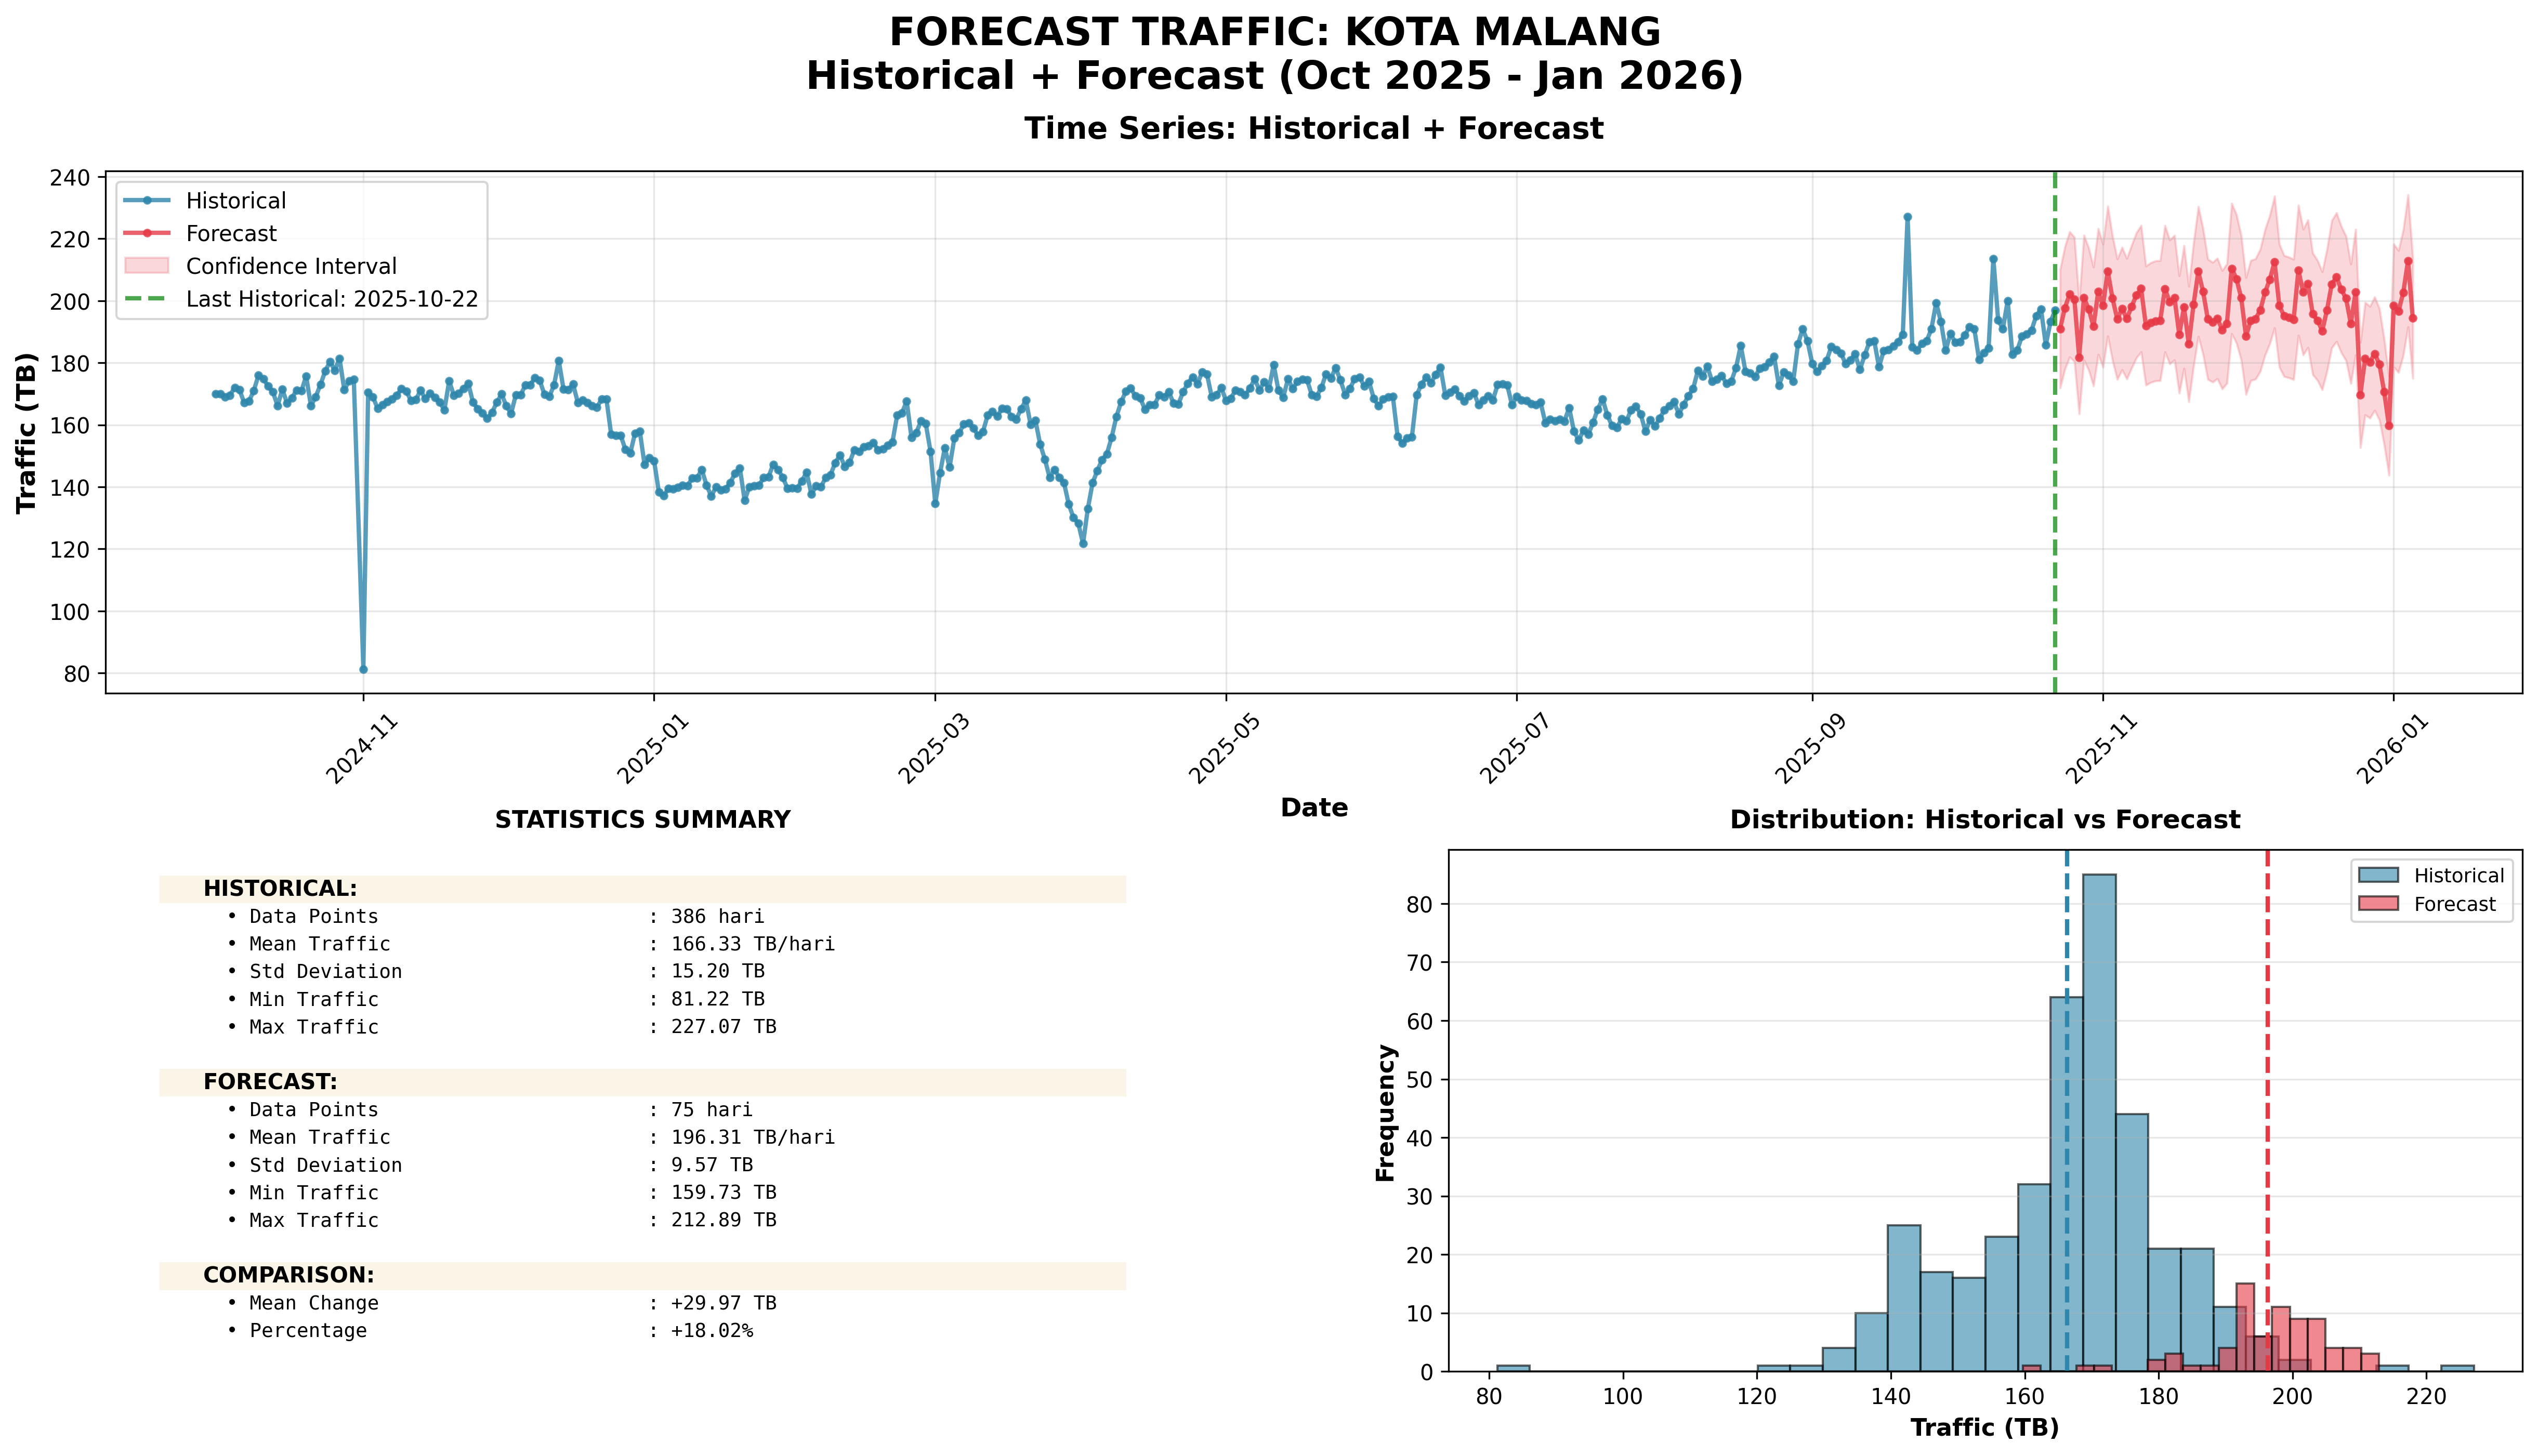 FORECAST TRAFFIC: KOTA MALANG
Historical + Forecast (Oct 2025 - Jan 2026)
Time Series: Historical + Forecast
Historical
Forecast
Confidence Interval
Last Historical: 2025-10-22
Traffic (TB)
240
220
200
180
160
140
120
100
80
2024-11
2025-01
2025-03
2025-05
2025-07
2025-09
2025-11
2026-01
Date
STATISTICS SUMMARY
HISTORICAL:
• Data Points : 386 hari
• Mean Traffic : 166.33 TB/hari
• Std Deviation : 15.20 TB
• Min Traffic : 81.22 TB
• Max Traffic : 227.07 TB
FORECAST:
• Data Points : 75 hari
• Mean Traffic : 196.31 TB/hari
• Std Deviation : 9.57 TB
• Min Traffic : 159.73 TB
• Max Traffic : 212.89 TB
COMPARISON:
• Mean Change : +29.97 TB
• Percentage : +18.02%
Distribution: Historical vs Forecast
Historical
Forecast
Frequency
80
70
60
50
40
30
20
10
0
80
100
120
140
160
180
200
220
Traffic (TB)